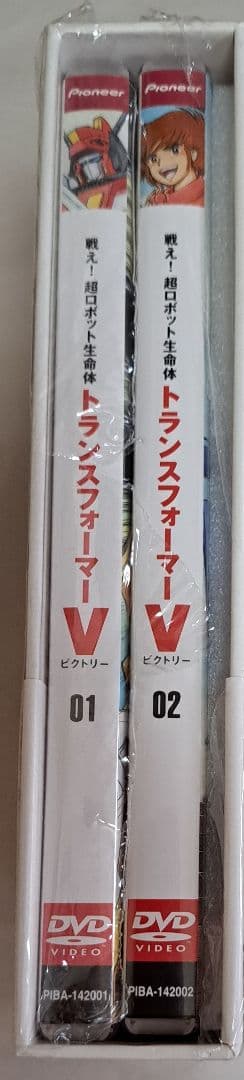 Pioneer
戦え! 超ロボット生命体
トランスフォーマー
V
ビクトリー
01
DVD
VIDEO
PIBA-142001
Pioneer
戦え! 超ロボット生命体
トランスフォーマー
V
ビクトリー
02
DVD
VIDEO
PIBA-142002